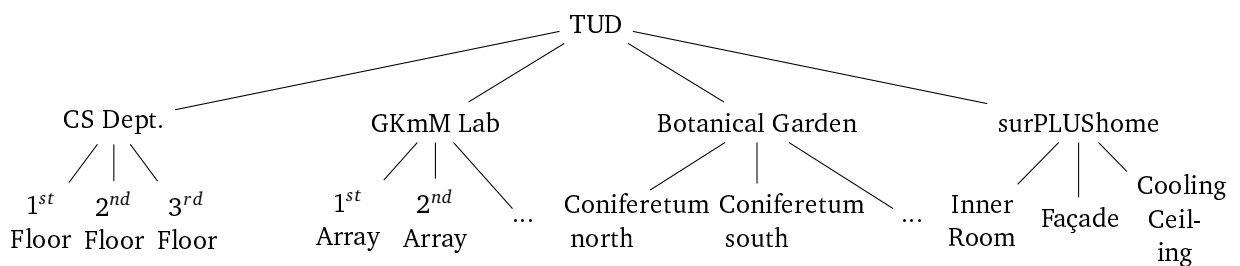 TUD
CS Dept.
GKmM Lab
Botanical Garden
surPLUShome
1st
Floor
2nd
Floor
3rd
Floor
1st
Array
2nd
Array
...
Coniferetum
north
Coniferetum
south
...
Inner
Room
Façade
Cooling
Ceil-
ing